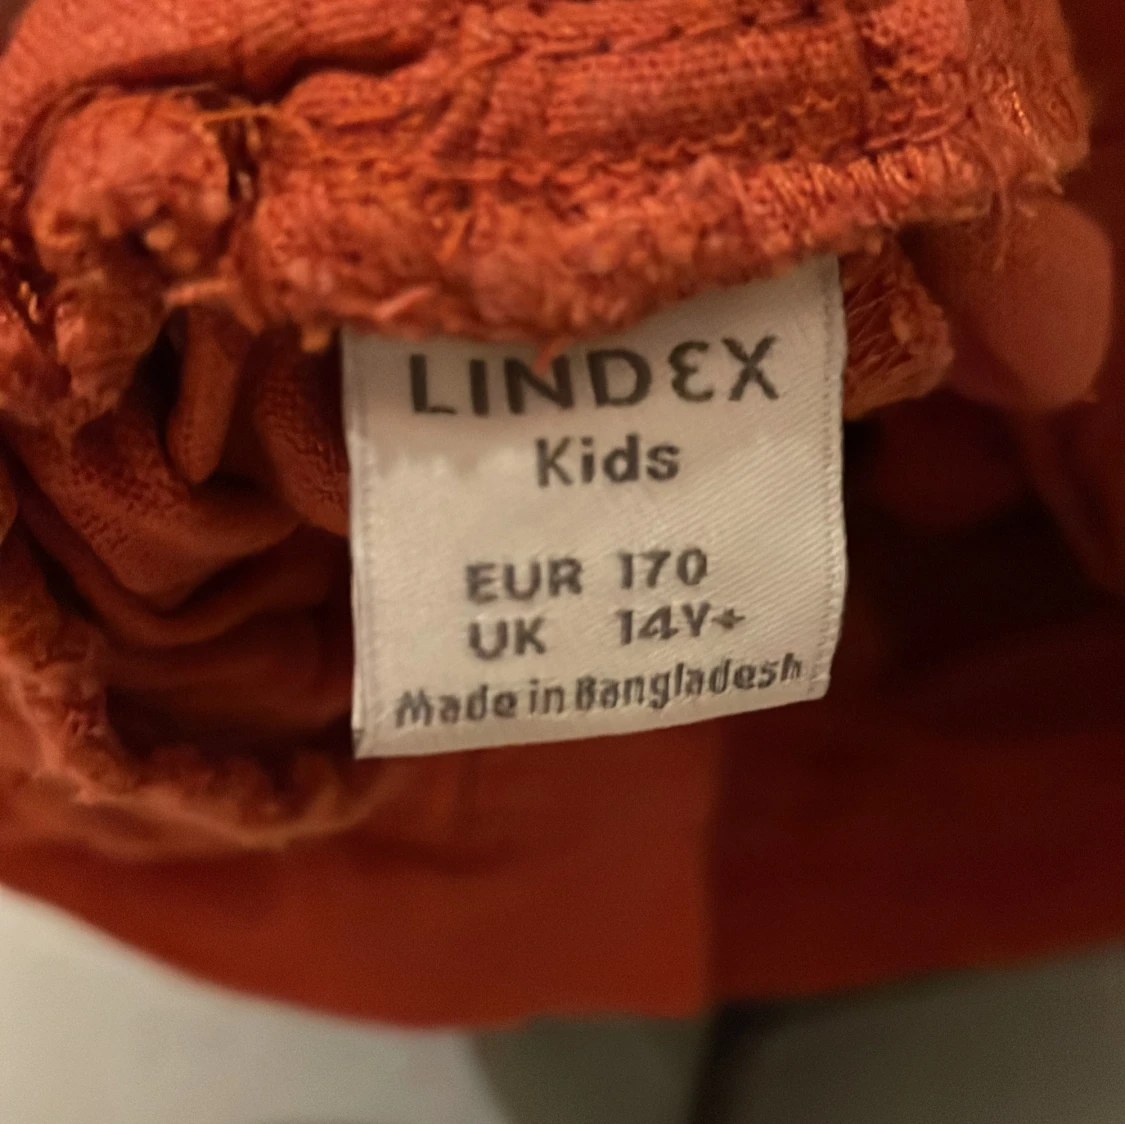 LINDEX
Kids
EUR 170
UK 14Y+
Made in Bangladesh